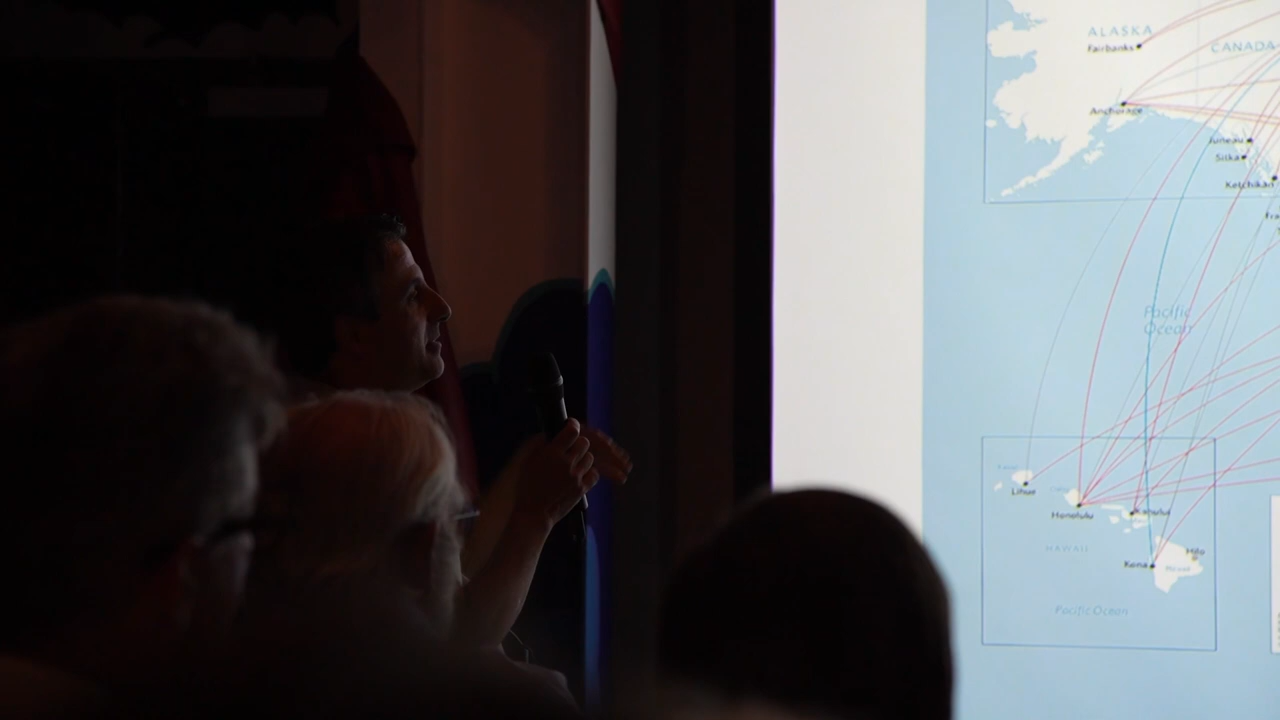 ALASKA
Fairbanks
CANADA
Anchorage
Juneau
Sitka
Ketchikan
Pacific
Ocean
Lihue
Honolulu
Kahului
HAWAII
Hilo
Kona
Pacific Ocean